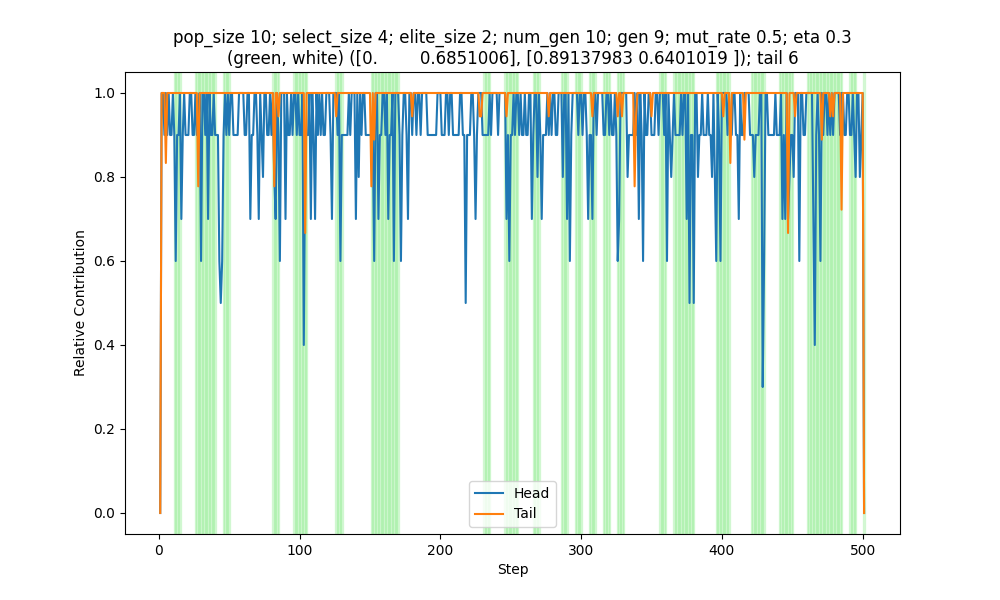 pop_size 10; select_size 4; elite_size 2; num_gen 10; gen 9; mut_rate 0.5; eta 0.3
(green, white) ([0.        0.6851006], [0.89137983 0.6401019 ]); tail 6
Relative Contribution
1.0
0.8
0.6
0.4
0.2
0.0
Head
Tail
0
100
200
300
400
500
Step